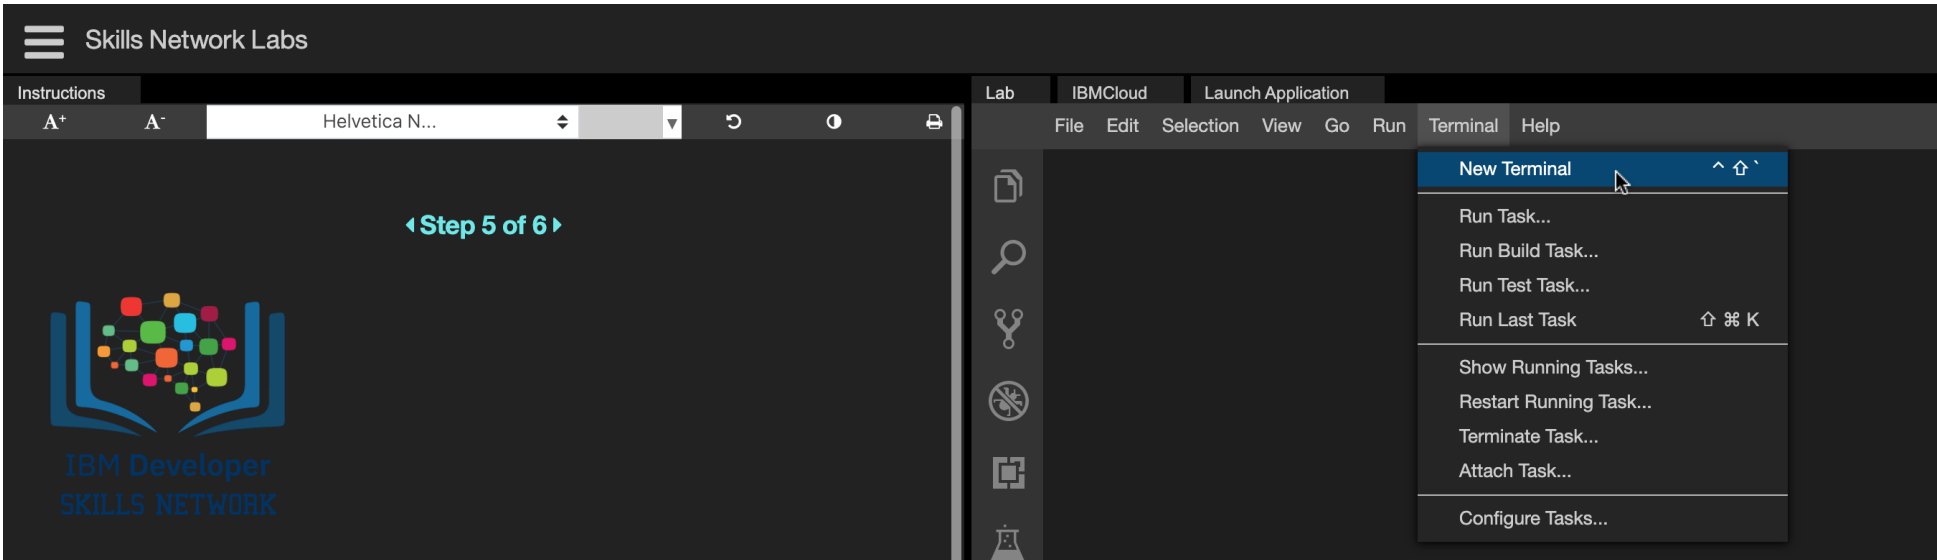 Skills Network Labs
Instructions
A+ A- Helvetica N...
Step 5 of 6
IBM Developer
SKILLS NETWORK
Lab IBMCloud Launch Application
File Edit Selection View Go Run Terminal Help
New Terminal ^ ⇧ `
Run Task...
Run Build Task...
Run Test Task...
Run Last Task ⇧ ⌘ K
Show Running Tasks...
Restart Running Task...
Terminate Task...
Attach Task...
Configure Tasks...